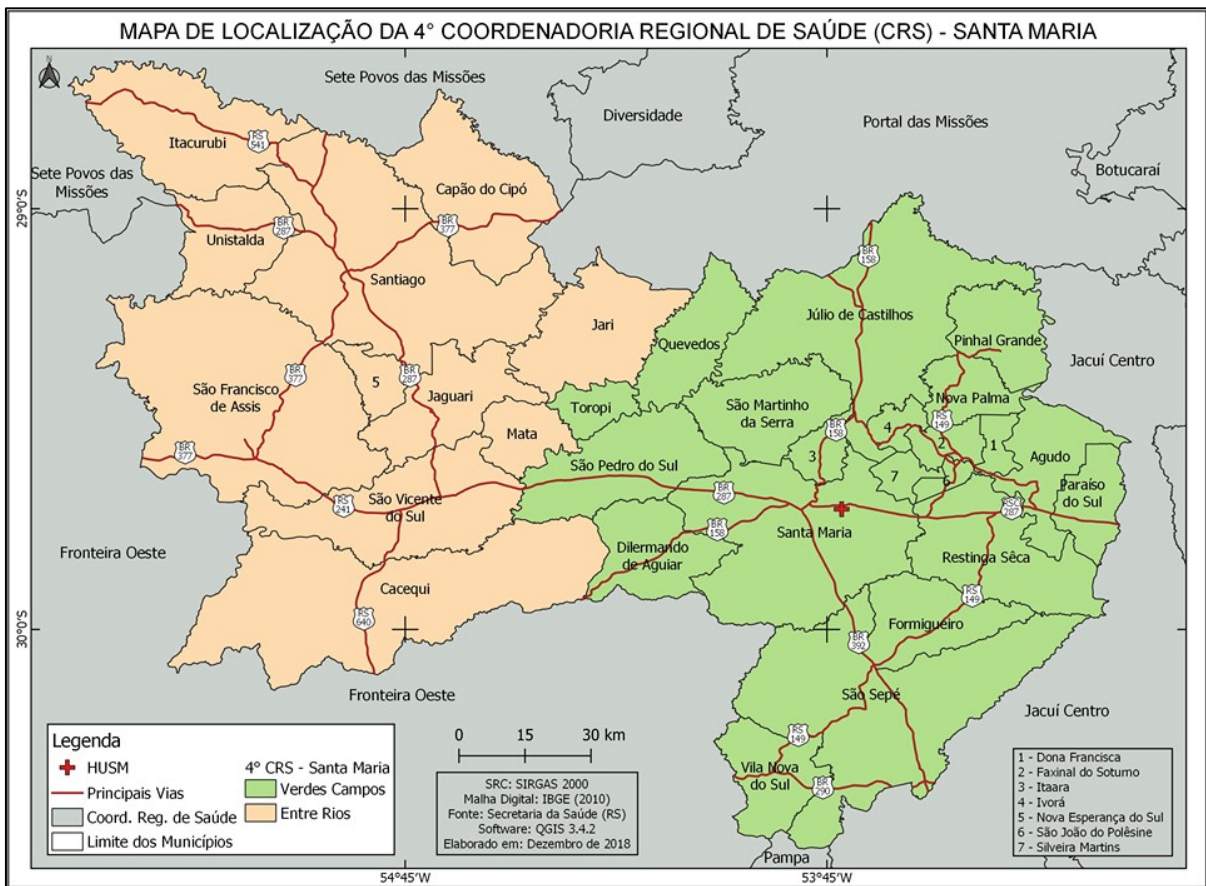 MAPA DE LOCALIZAÇÃO DA 4° COORDENADORIA REGIONAL DE SAÚDE (CRS) - SANTA MARIA
N
Sete Povos das Missões
Diversidade
Portal das Missões
Botucaraí
Itacurubi
RS
541
Sete Povos das
Missões
Capão do Cipó
29°0'S
Unistalda
BR
287
BR
377
Santiago
BR
158
Júlio de Castilhos
Jari
Quevedos
Pinhal Grande
Jacuí Centro
São Francisco
de Assis
BR
377
5
BR
287
Jaguari
Toropi
São Martinho
da Serra
Nova Palma
RS
149
Mata
BR
158
4
2
1
Agudo
BR
377
São Pedro do Sul
3
7
6
Paraíso
do Sul
RS
241
São Vicente
do Sul
BR
287
RSC
287
Santa Maria
Fronteira Oeste
BR
158
Dilermando
de Aguiar
Restinga Sêca
Cacequi
RS
149
RS
640
Formigueiro
30°0'S
BR
392
Fronteira Oeste
São Sepé
Jacuí Centro
RS
149
Vila Nova
do Sul
BR
290
Pampa
Legenda
HUSM
Principais Vias
Coord. Reg. de Saúde
Limite dos Municípios
4° CRS - Santa Maria
Verdes Campos
Entre Rios
0 15 30 km
SRC: SIRGAS 2000
Malha Digital: IBGE (2010)
Fonte: Secretaria da Saúde (RS)
Software: QGIS 3.4.2
Elaborado em: Dezembro de 2018
1 - Dona Francisca
2 - Faxinal do Soturno
3 - Itaara
4 - Ivorá
5 - Nova Esperança do Sul
6 - São João do Polêsine
7 - Silveira Martins
54°45'W
53°45'W